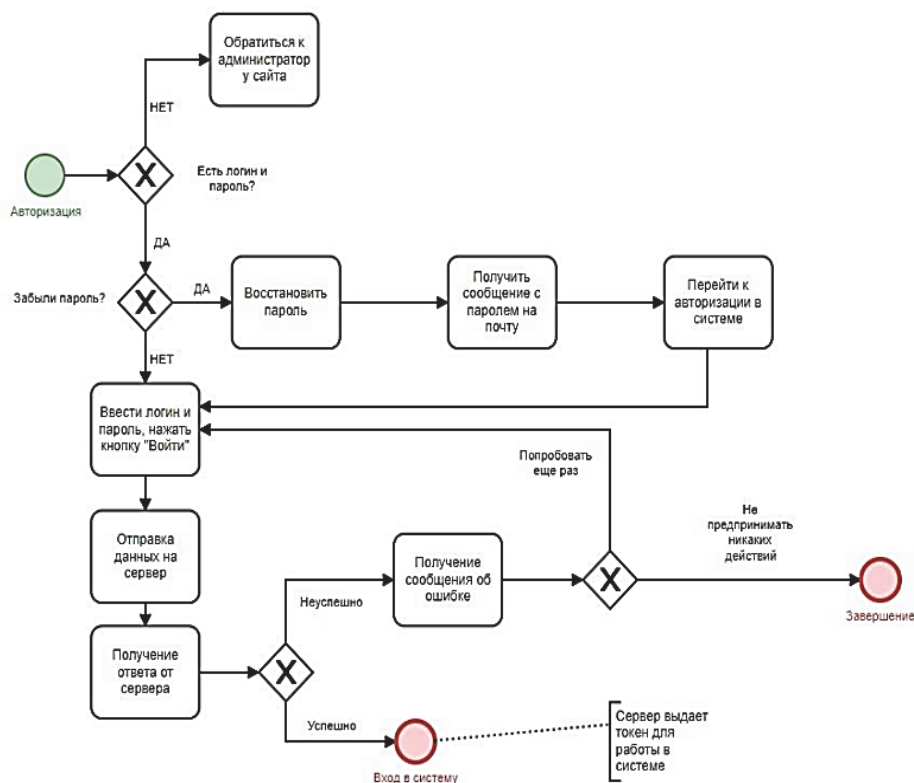 Обратиться к
администратор
у сайта
НЕТ
Есть логин и
пароль?
Авторизация
ДА
Забыли пароль?
ДА
Восстановить
пароль
Получить
сообщение с
паролем на
почту
Перейти к
авторизации в
системе
НЕТ
Ввести логин и
пароль, нажать
кнопку "Войти"
Попробовать
еще раз
Не
предпринимать
никаких
действий
Отправка
данных на
сервер
Получение
сообщения об
ошибке
Неуспешно
Завершение
Получение
ответа от
сервера
Успешно
Сервер выдает
токен для
работы в
системе
Вход в систему